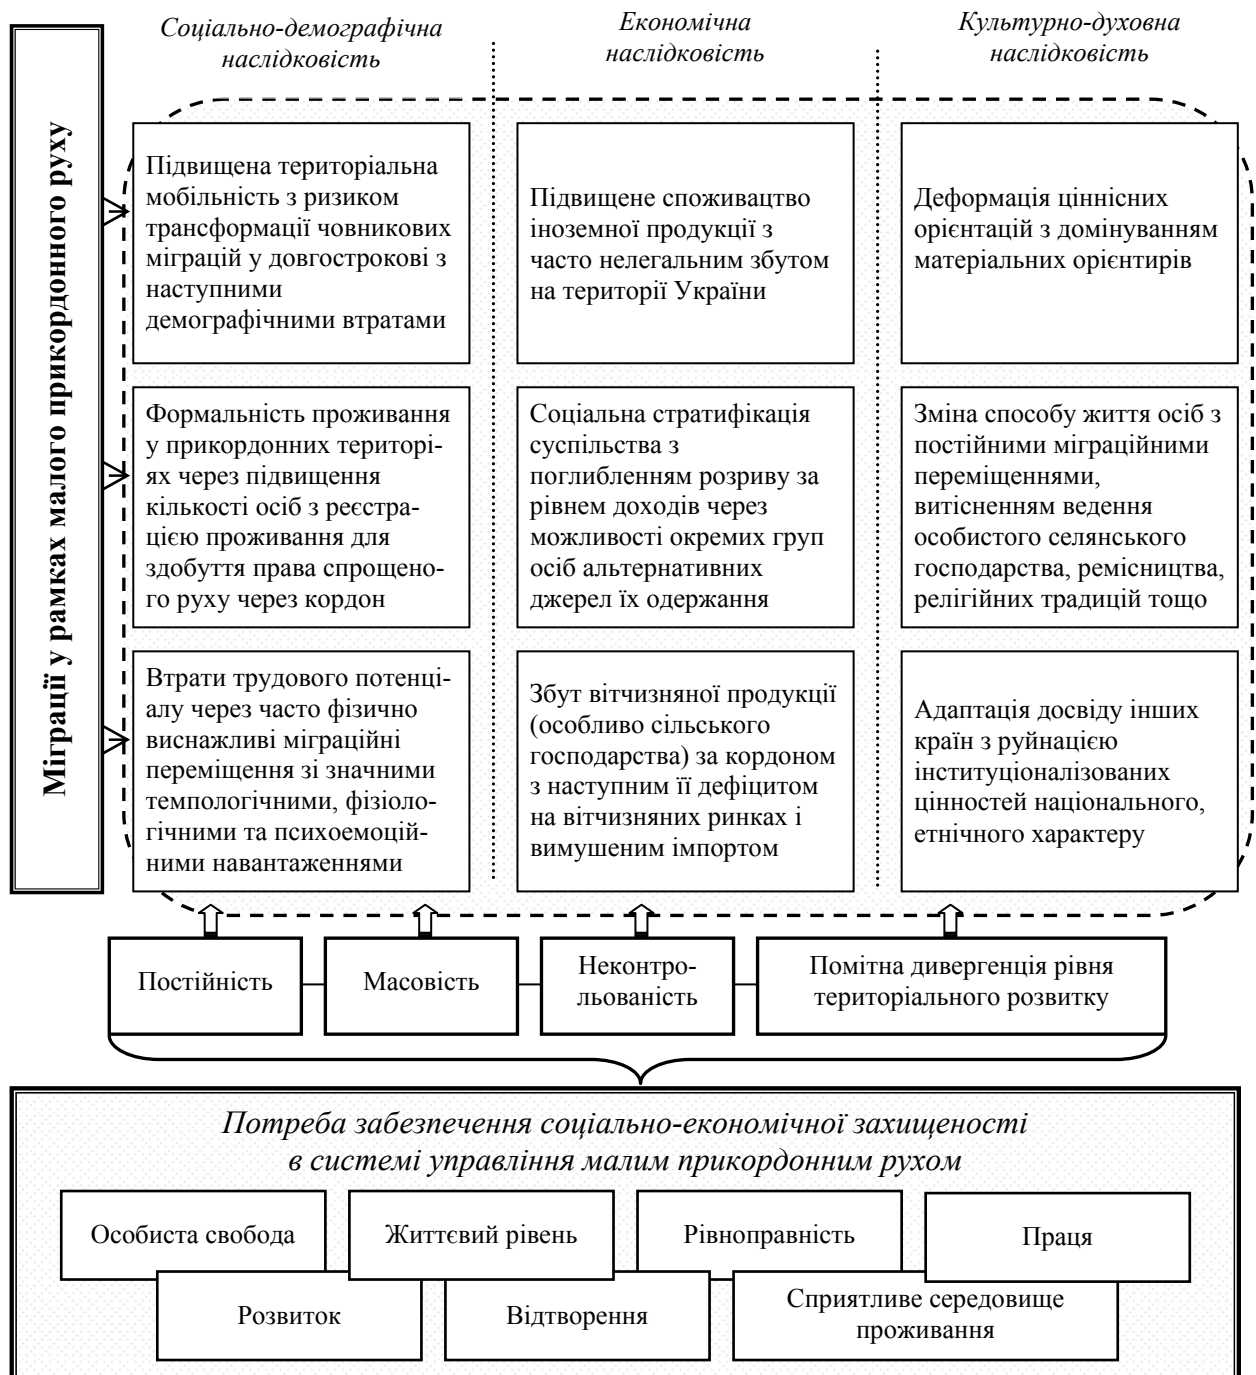 Соціально-демографічна
наслідковість
Економічна
наслідковість
Культурно-духовна
наслідковість
Міграції у рамках малого прикордонного руху
Підвищена територіальна
мобільність з ризиком
трансформації човникових
міграцій у довгострокові з
наступними
демографічними втратами
Підвищене споживацтво
іноземної продукції з
часто нелегальним збутом
на території України
Деформація ціннісних
орієнтацій з домінуванням
матеріальних орієнтирів
Формальність проживання
у прикордонних територі-
ях через підвищення
кількості осіб з реєстра-
цією проживання для
здобуття права спрощено-
го руху через кордон
Соціальна стратифікація
суспільства з
поглибленням розриву за
рівнем доходів через
можливості окремих груп
осіб альтернативних
джерел їх одержання
Зміна способу життя осіб з
постійними міграційними
переміщеннями,
витісненням ведення
особистого селянського
господарства, ремісництва,
релігійних традицій тощо
Втрати трудового потенці-
алу через часто фізично
виснажливі міграційні
переміщення зі значними
темпологічними, фізіоло-
гічними та психоемоцій-
ними навантаженнями
Збут вітчизняної продукції
(особливо сільського
господарства) за кордоном
з наступним її дефіцитом
на вітчизняних ринках і
вимушеним імпортом
Адаптація досвіду інших
країн з руйнацією
інституціоналізованих
цінностей національного,
етнічного характеру
Постійність
Масовість
Неконтро-
льованість
Помітна дивергенція рівня
територіального розвитку
Потреба забезпечення соціально-економічної захищеності
в системі управління малим прикордонним рухом
Особиста свобода
Життєвий рівень
Рівноправність
Праця
Розвиток
Відтворення
Сприятливе середовище
проживання